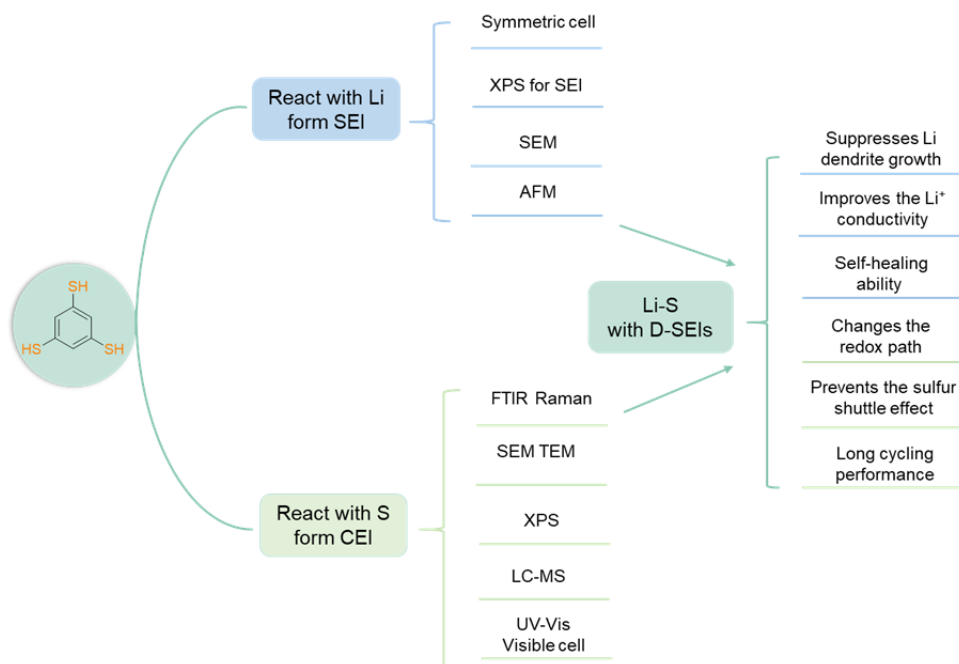 SH
HS
SH
React with Li
form SEI
Symmetric cell
XPS for SEI
SEM
AFM
React with S
form CEI
FTIR Raman
SEM TEM
XPS
LC-MS
UV-Vis
Visible cell
Li-S
with D-SEIs
Suppresses Li
dendrite growth
Improves the Li⁺
conductivity
Self-healing
ability
Changes the
redox path
Prevents the sulfur
shuttle effect
Long cycling
performance